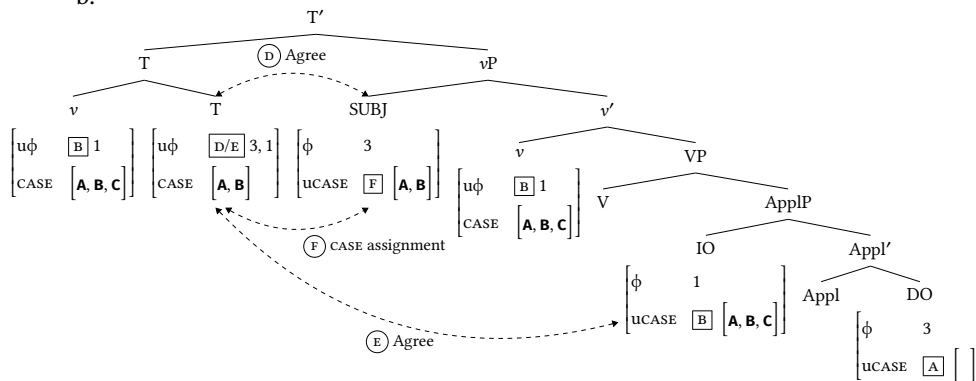 b.
T′
D Agree
T vP
v T SUBJ v′
uϕ B 1 uϕ D/E 3, 1 ϕ 3 v VP
CASE [A, B, C] CASE [A, B] uCASE F [A, B] uϕ B 1 V ApplP
CASE [A, B, C]
F CASE assignment IO Appl′
ϕ 1 Appl DO
uCASE B [A, B, C] ϕ 3
E Agree uCASE A [ ]